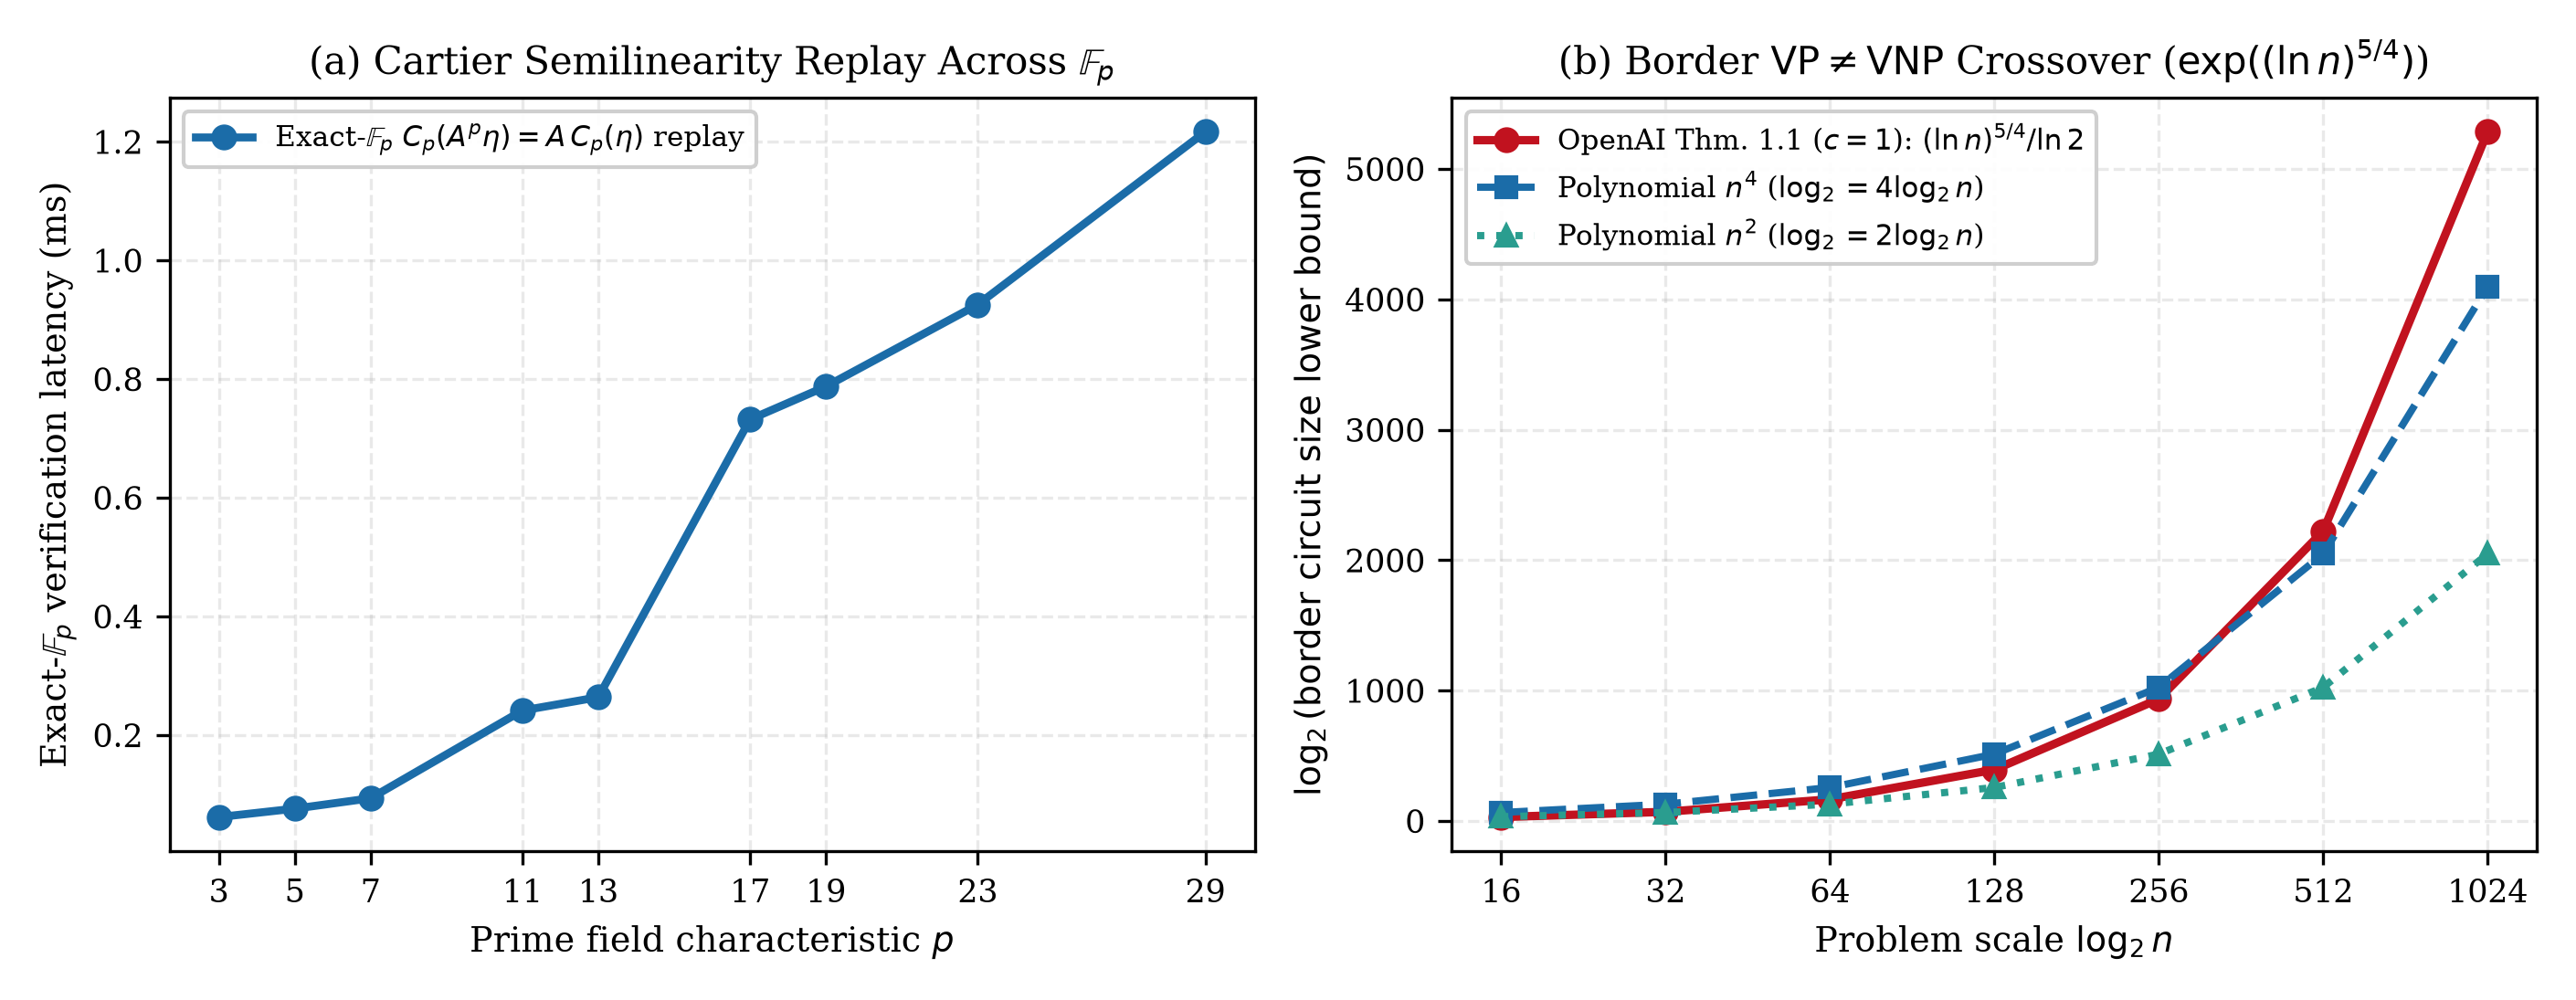 (a) Cartier Semilinearity Replay Across 𝔽ₚ
Exact-𝔽ₚ Cₚ(Aᵖη) = A Cₚ(η) replay
1.2
1.0
0.8
0.6
0.4
0.2
Exact-𝔽ₚ verification latency (ms)
3 5 7 11 13 17 19 23 29
Prime field characteristic p
(b) Border VP ≠ VNP Crossover (exp((ln n)^{5/4}))
OpenAI Thm. 1.1 (c = 1): (ln n)^{5/4}/ln 2
Polynomial n⁴ (log₂ = 4log₂ n)
Polynomial n² (log₂ = 2log₂ n)
5000
4000
3000
2000
1000
0
log₂ (border circuit size lower bound)
16 32 64 128 256 512 1024
Problem scale log₂ n